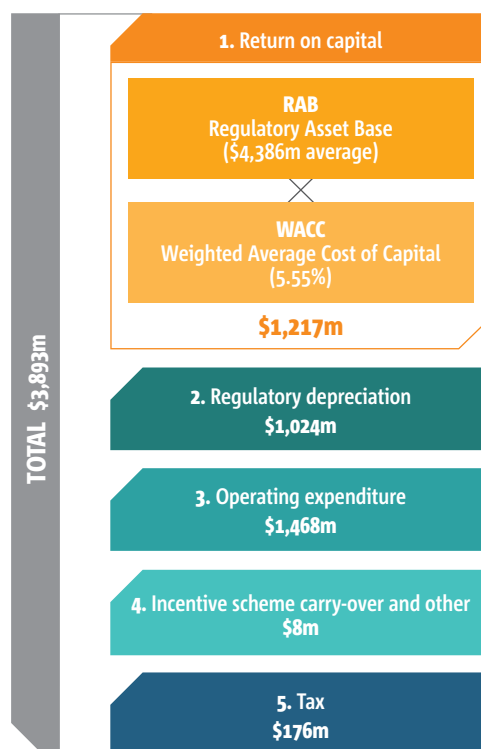 TOTAL $3,893m
1. Return on capital
RAB
Regulatory Asset Base
($4,386m average)
WACC
Weighted Average Cost of Capital
(5.55%)
$1,217m
2. Regulatory depreciation
$1,024m
3. Operating expenditure
$1,468m
4. Incentive scheme carry-over and other
$8m
5. Tax
$176m